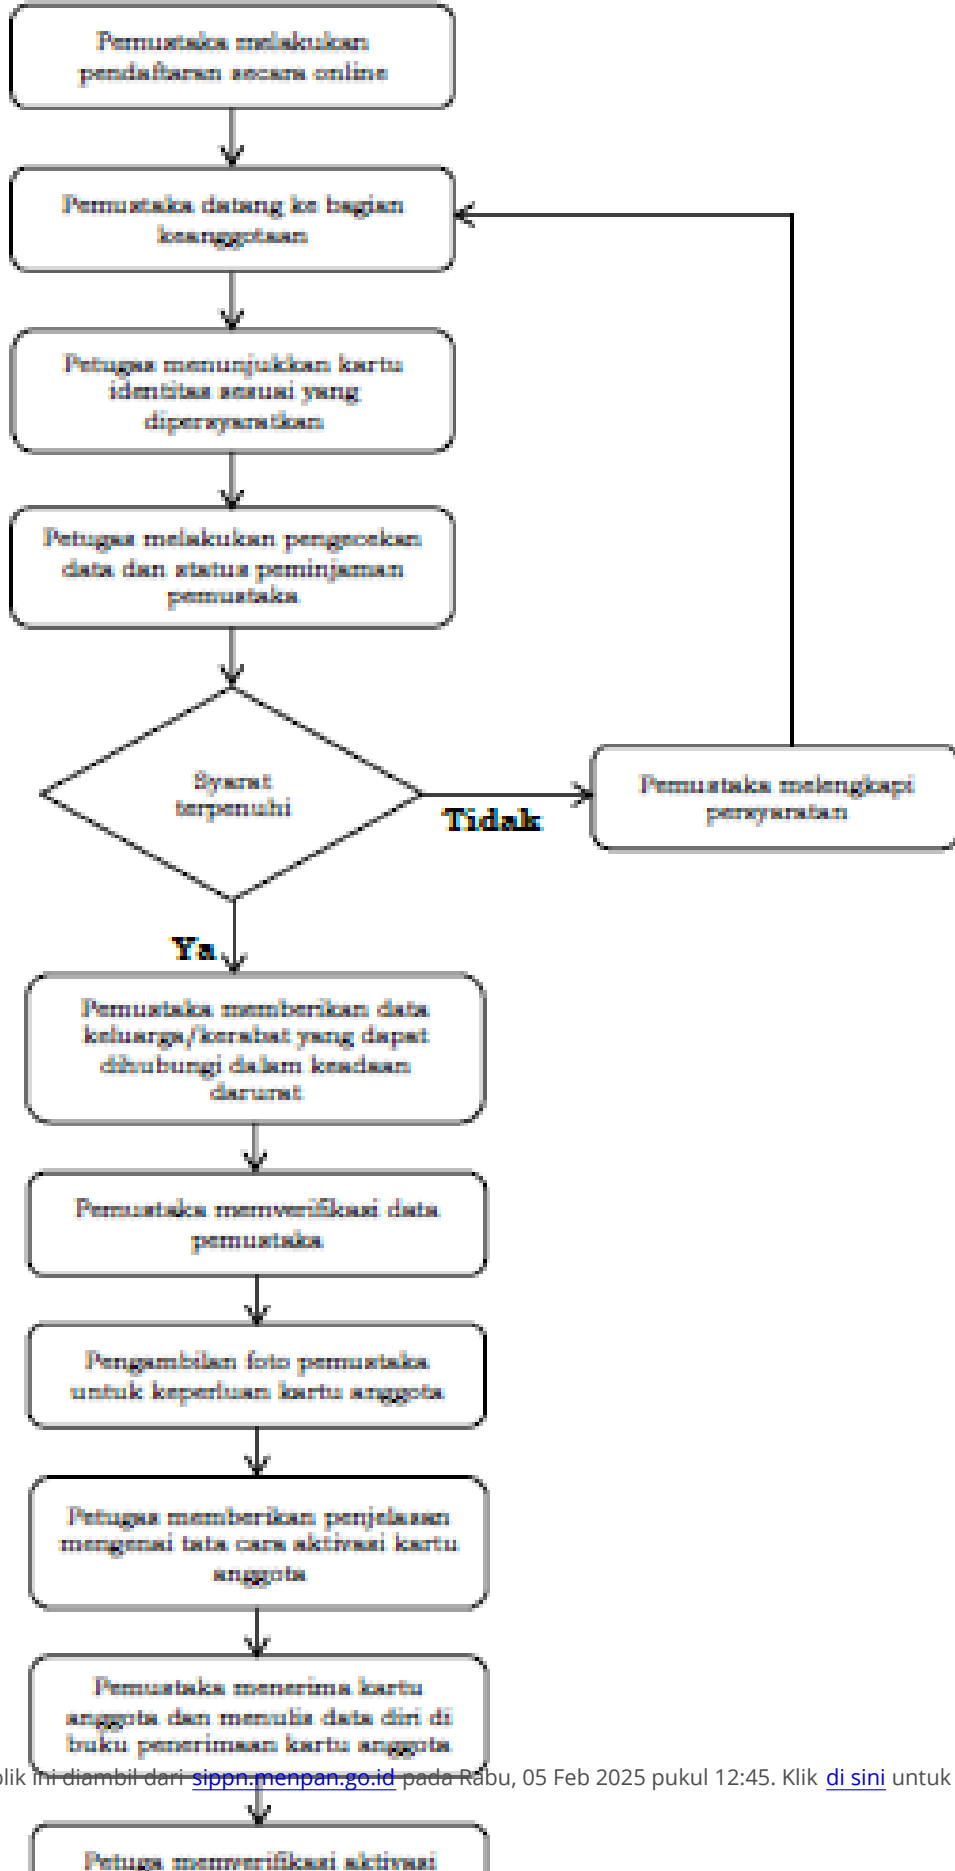 Pemustaka melakukan
pendaftaran secara online
Pemustaka datang ke bagian
keanggotaan
Petugas menunjukkan kartu
identitas sesuai yang
dipersyaratkan
Petugas melakukan pengecekan
data dan status peminjaman
pemustaka
Syarat
terpenuhi
Tidak
Pemustaka melengkapi
persyaratan
Ya
Pemustaka memberikan data
keluarga/kerabat yang dapat
dihubungi dalam keadaan
darurat
Pemustaka memverifikasi data
pemustaka
Pengambilan foto pemustaka
untuk keperluan kartu anggota
Petugas memberikan penjelasan
mengenai tata cara aktivasi kartu
anggota
Pemustaka menerima kartu
anggota dan menulis data diri di
buku penerimaan kartu anggota
blik ini diambil dari sippn.menpan.go.id pada Rabu, 05 Feb 2025 pukul 12:45. Klik di sini untuk
Petuga memverifikasi aktivasi